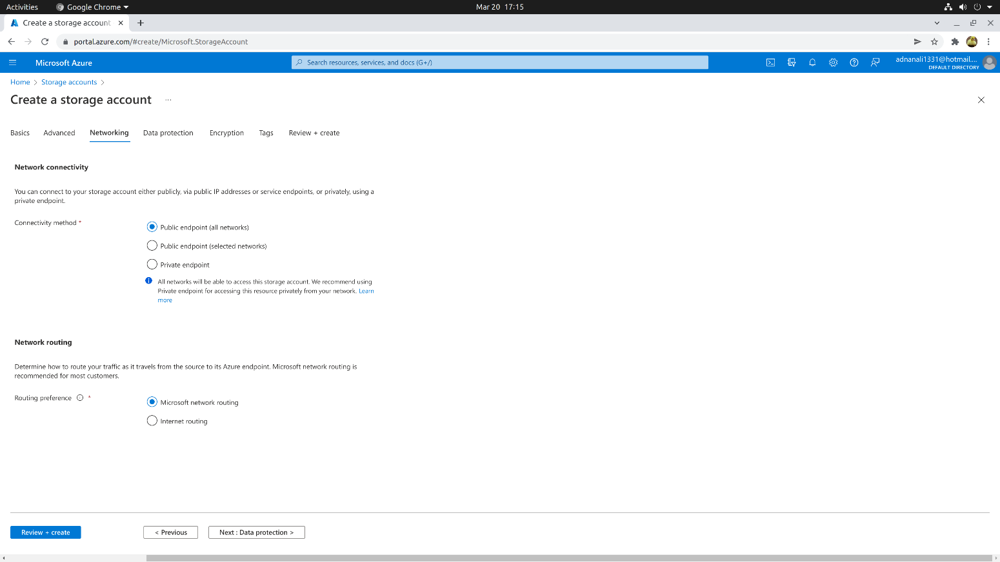 Activities
Google Chrome
Mar 20 17:15
Create a storage account
portal.azure.com/#create/Microsoft.StorageAccount
Microsoft Azure
Search resources, services, and docs (G+/)
adnanali1331@hotmail....
DEFAULT DIRECTORY
Home > Storage accounts >
Create a storage account ...
Basics Advanced Networking Data protection Encryption Tags Review + create
Network connectivity
You can connect to your storage account either publicly, via public IP addresses or service endpoints, or privately, using a
private endpoint.
Connectivity method *
Public endpoint (all networks)
Public endpoint (selected networks)
Private endpoint
All networks will be able to access this storage account. We recommend using
Private endpoint for accessing this resource privately from your network. Learn
more
Network routing
Determine how to route your traffic as it travels from the source to its Azure endpoint. Microsoft network routing is
recommended for most customers.
Routing preference *
Microsoft network routing
Internet routing
Review + create
< Previous
Next : Data protection >